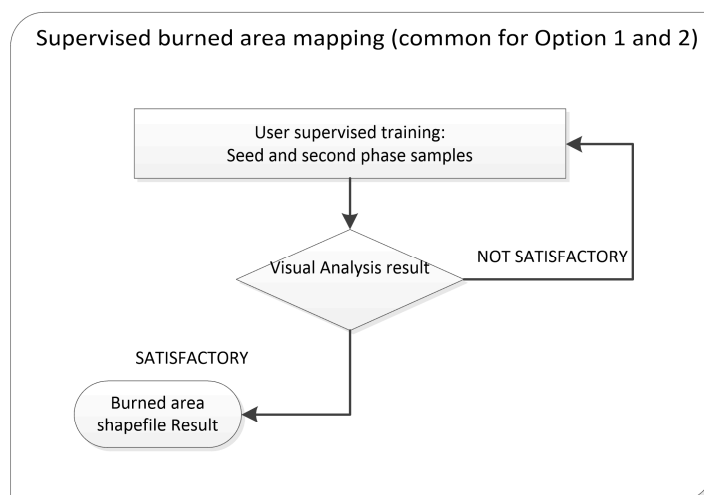 Supervised burned area mapping (common for Option 1 and 2)
User supervised training:
Seed and second phase samples
Visual Analysis result
NOT SATISFACTORY
SATISFACTORY
Burned area
shapefile Result